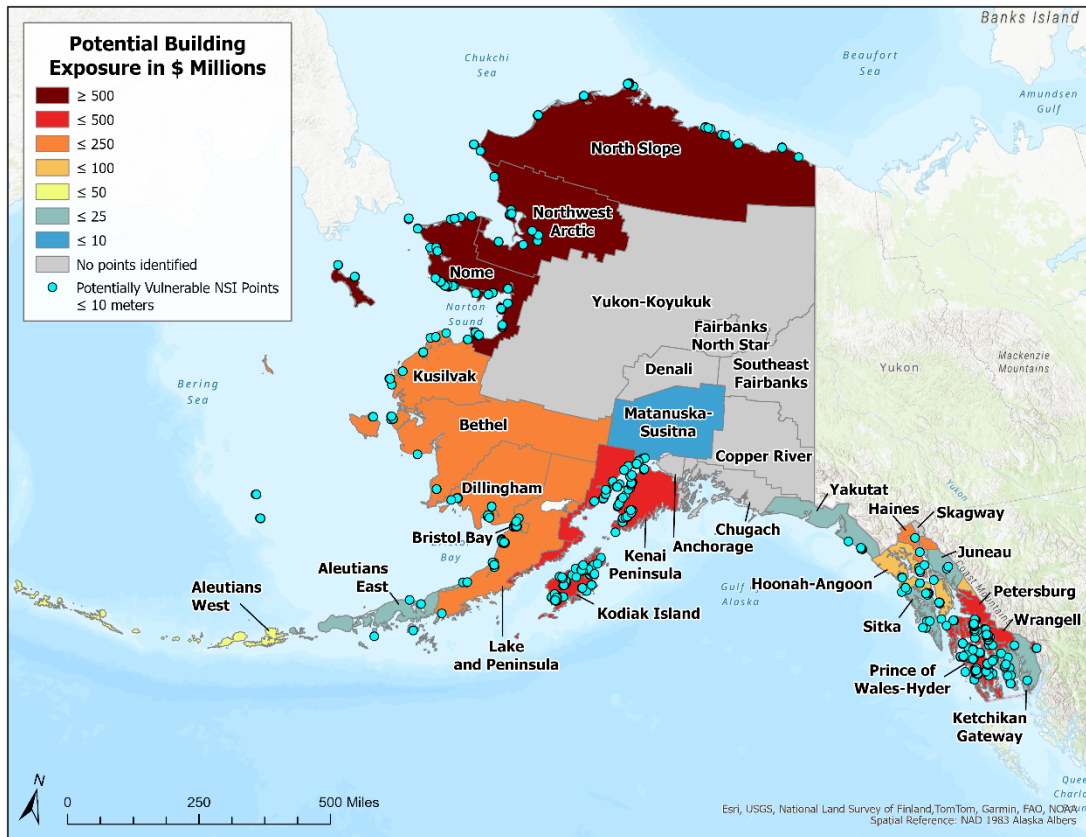 Potential Building
Exposure in $ Millions
≥ 500
≤ 500
≤ 250
≤ 100
≤ 50
≤ 25
≤ 10
No points identified
Potentially Vulnerable NSI Points
≤ 10 meters
Banks Island
Chukchi
Sea
Beaufort
Sea
Amundsen
Gulf
North Slope
Northwest
Arctic
Nome
Norton
Sound
Yukon-Koyukuk
Fairbanks
North Star
Denali
Southeast
Fairbanks
Yukon
Mackenzie
Mountains
Bering
Sea
Kusilvak
Bethel
Matanuska-
Susitna
Copper River
Dillingham
Bristol Bay
Bay
Yakutat
Yukon
Haines
Skagway
Chugach
Anchorage
Kenai
Peninsula
Juneau
Coast Mountains
Hoonah-Angoon
Gulf of
Alaska
Petersburg
Aleutians
West
Aleutians
East
Kodiak Island
Sitka
Wrangell
Lake
and Peninsula
Prince of
Wales-Hyder
Ketchikan
Gateway
N
0
250
500 Miles
Esri, USGS, National Land Survey of Finland,TomTom, Garmin, FAO, NOAA
Spatial Reference: NAD 1983 Alaska Albers